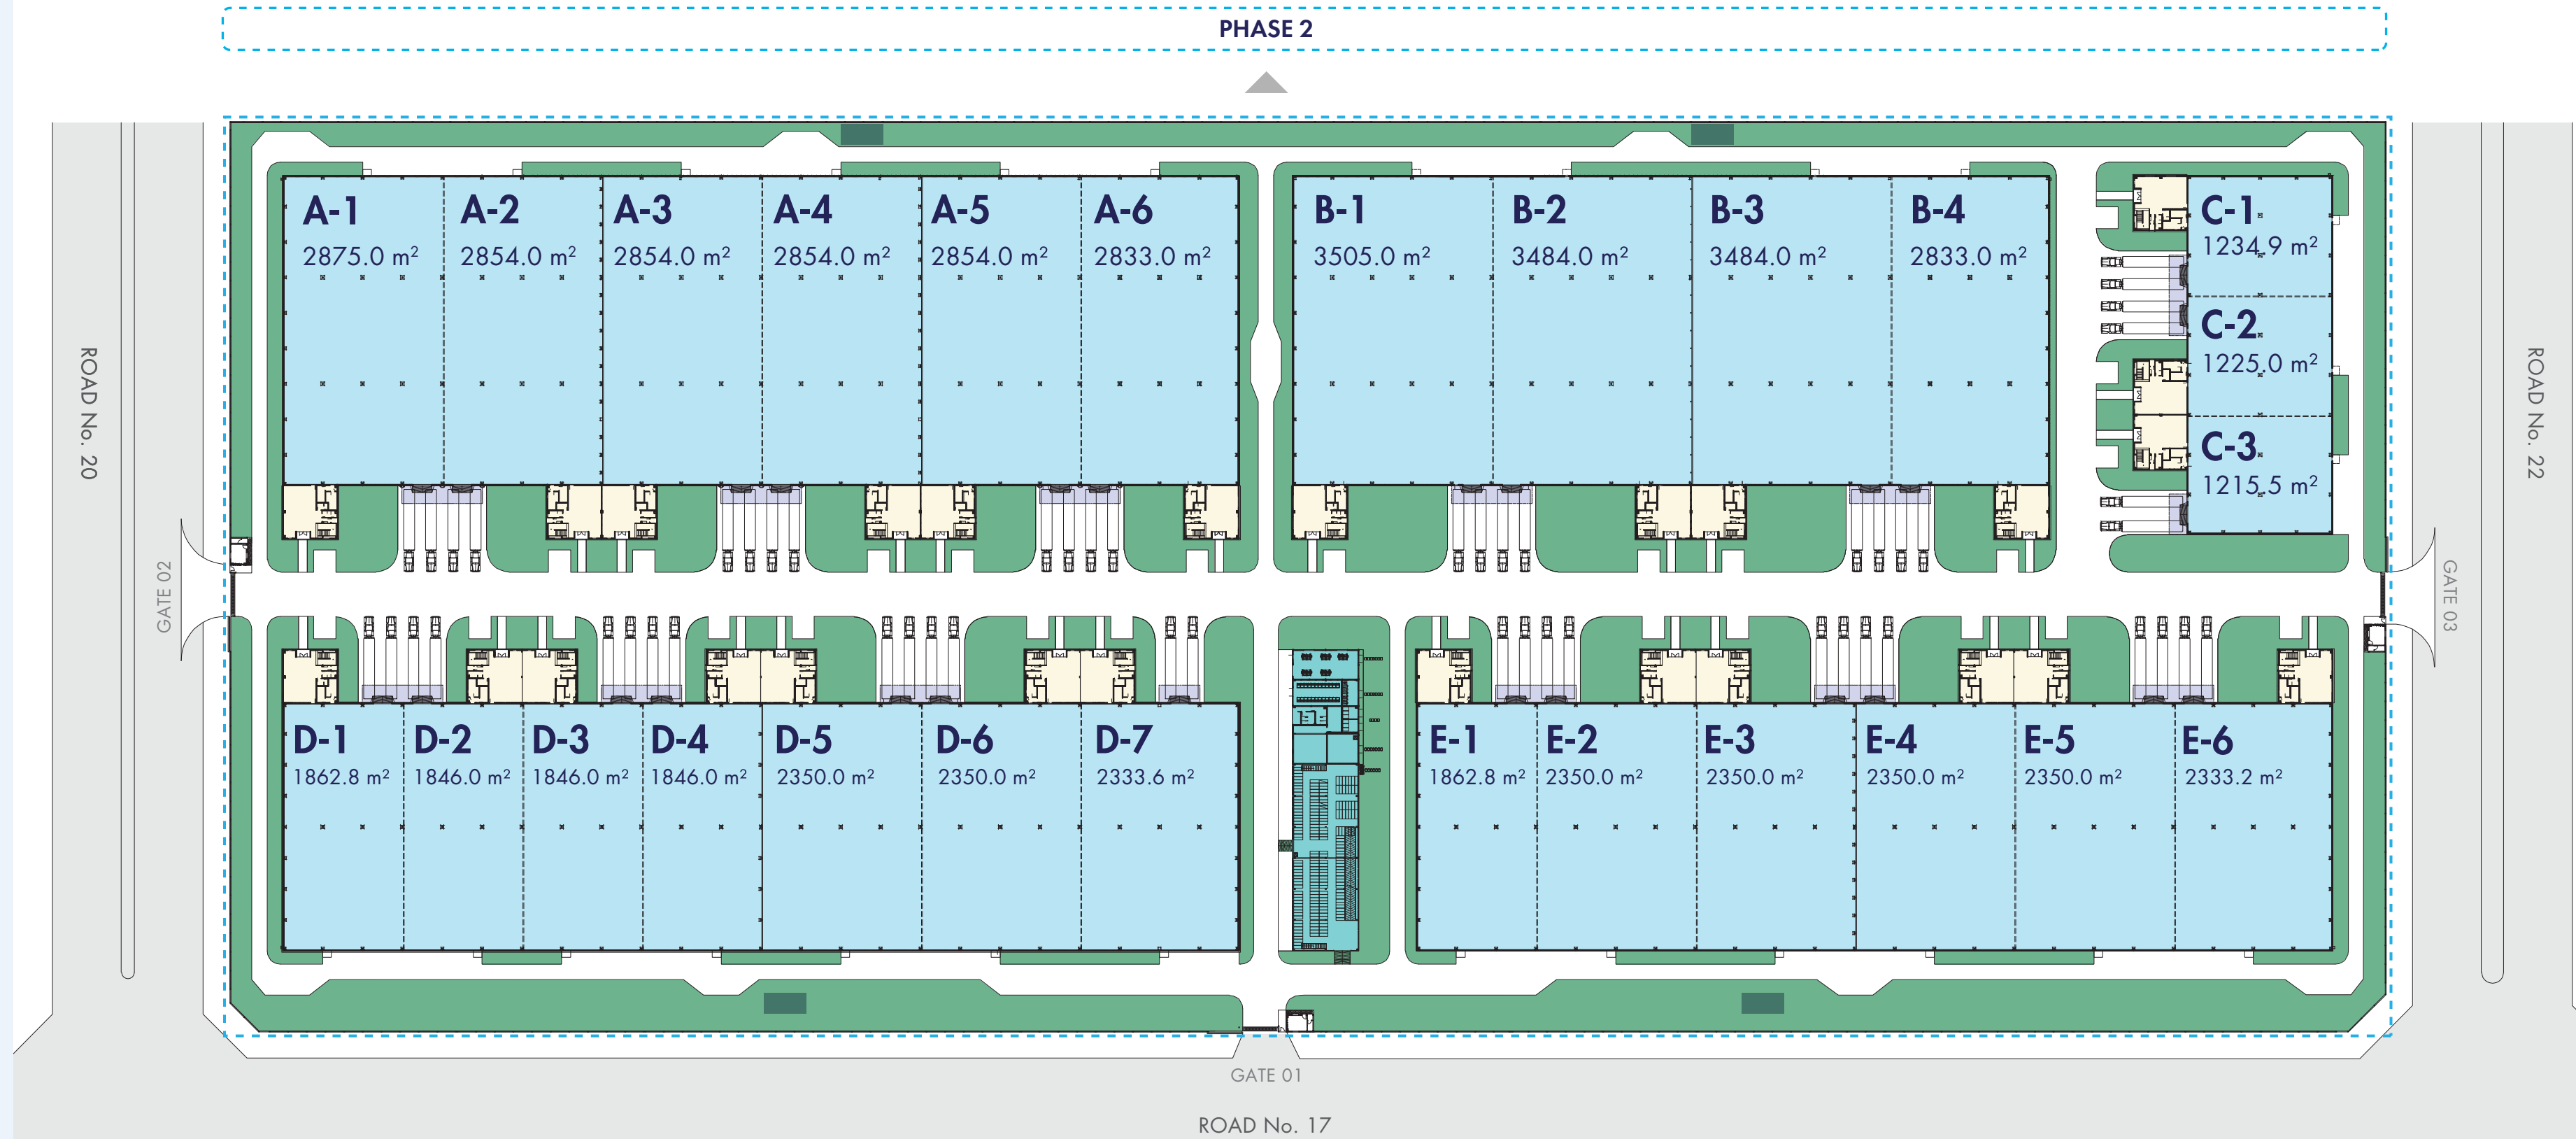 PHASE 2
A-1
2875.0 m²
A-2
2854.0 m²
A-3
2854.0 m²
A-4
2854.0 m²
A-5
2854.0 m²
A-6
2833.0 m²
B-1
3505.0 m²
B-2
3484.0 m²
B-3
3484.0 m²
B-4
2833.0 m²
C-1
1234.9 m²
C-2
1225.0 m²
C-3
1215.5 m²
ROAD No. 20
ROAD No. 22
GATE 02
GATE 03
D-1
1862.8 m²
D-2
1846.0 m²
D-3
1846.0 m²
D-4
1846.0 m²
D-5
2350.0 m²
D-6
2350.0 m²
D-7
2333.6 m²
E-1
1862.8 m²
E-2
2350.0 m²
E-3
2350.0 m²
E-4
2350.0 m²
E-5
2350.0 m²
E-6
2333.2 m²
GATE 01
ROAD No. 17